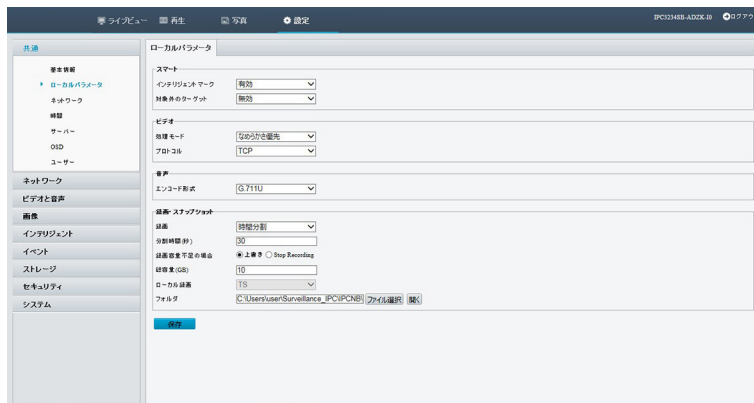 ライブビュー 再生 写真 設定 IPC3234SB-ADZK-I0 ログアウ
共通
基本情報
ローカルパラメータ
ネットワーク
時間
サーバー
OSD
ユーザー
ネットワーク
ビデオと音声
画像
インテリジェント
イベント
ストレージ
セキュリティ
システム
ローカルパラメータ
スマート
インテリジェントマーク 有効
対象外のターゲット 無効
ビデオ
処理モード なめらかさ優先
プロトコル TCP
音声
エンコード形式 G.711U
録画・スナップショット
録画 時間分割
分割時間(秒) 30
録画容量不足の場合 上書き Stop Recording
総容量(GB) 10
ローカル録画 TS
フォルダ C:\Users\user\Surveillance_IPC\IPCNB\ ファイル選択 開く
保存